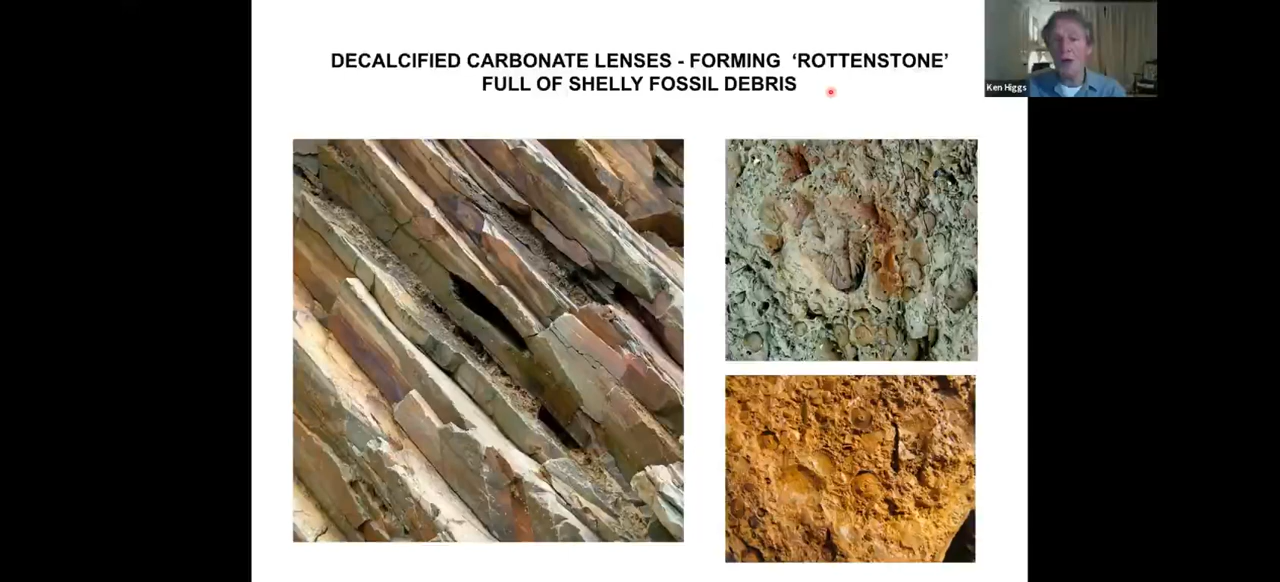 DECALCIFIED CARBONATE LENSES - FORMING ‘ROTTENSTONE’
FULL OF SHELLY FOSSIL DEBRIS
Ken Higgs